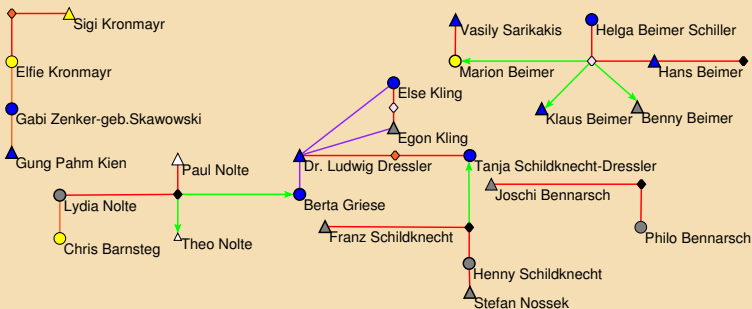 Sigi Kronmayr
Vasily Sarikakis
Helga Beimer Schiller
Elfie Kronmayr
Marion Beimer
Hans Beimer
Else Kling
Gabi Zenker-geb.Skawowski
Klaus Beimer
Benny Beimer
Egon Kling
Gung Pahm Kien
Paul Nolte
Dr. Ludwig Dressler
Tanja Schildknecht-Dressler
Joschi Bennarsch
Lydia Nolte
Berta Griese
Chris Barnsteg
Theo Nolte
Franz Schildknecht
Philo Bennarsch
Henny Schildknecht
Stefan Nossek